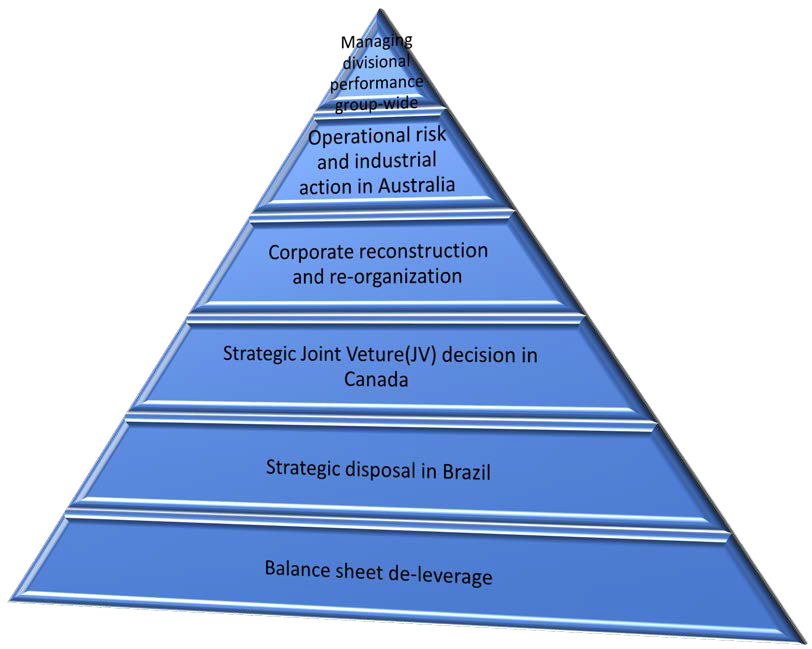 Managing
divisional
performance
group-wide
Operational risk
and industrial
action in Australia
Corporate reconstruction
and re-organization
Strategic Joint Veture(JV) decision in
Canada
Strategic disposal in Brazil
Balance sheet de-leverage